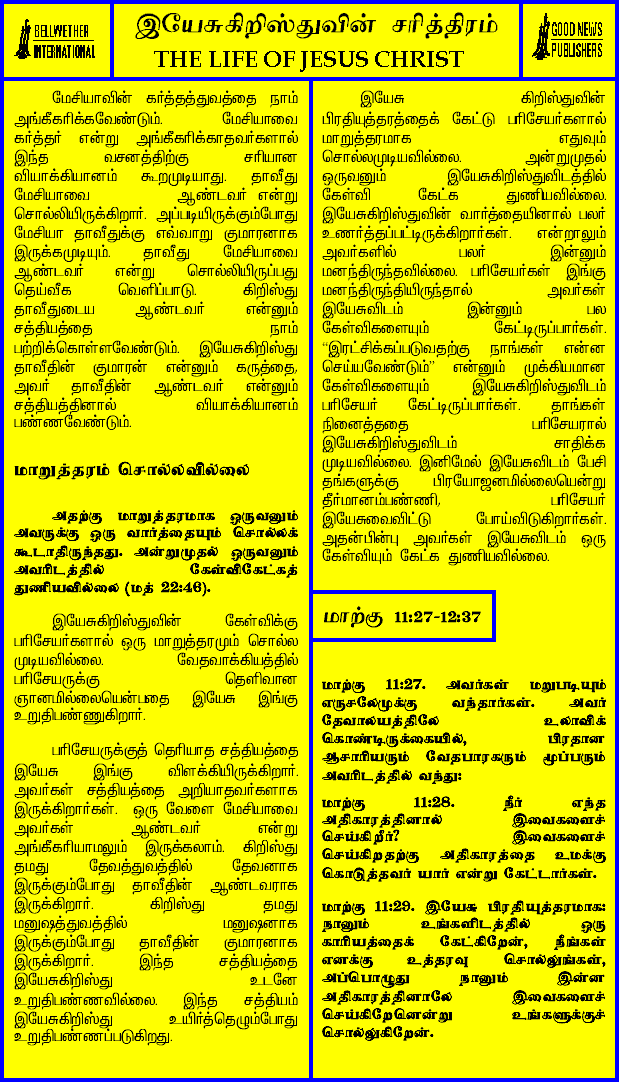 BELLWETHER
INTERNATIONAL
இயேசுகிறிஸ்துவின் சரித்திரம்
THE LIFE OF JESUS CHRIST
GOOD NEWS
PUBLISHERS
மேசியாவின் கர்த்தத்துவத்தை நாம்
அங்கீகரிக்கவேண்டும். மேசியாவை
கர்த்தர் என்று அங்கீகரிக்காதவர்களால்
இந்த வசனத்திற்கு சரியான
வியாக்கியானம் கூறமுடியாது. தாவீது
மேசியாவை ஆண்டவர் என்று
சொல்லியிருக்கிறார். அப்படியிருக்கும்போது
மேசியா தாவீதுக்கு எவ்வாறு குமாரனாக
இருக்கமுடியும். தாவீது மேசியாவை
ஆண்டவர் என்று சொல்லியிருப்பது
தெய்வீக வெளிப்பாடு. கிறிஸ்து
தாவீதுடைய ஆண்டவர் என்னும்
சத்தியத்தை நாம்
பற்றிக்கொள்ளவேண்டும். இயேசுகிறிஸ்து
தாவீதின் குமாரன் என்னும் கருத்தை,
அவர் தாவீதின் ஆண்டவர் என்னும்
சத்தியத்தினால் வியாக்கியானம்
பண்ணவேண்டும்.
மாறுத்தரம் சொல்லவில்லை
அதற்கு மாறுத்தரமாக ஒருவனும்
அவருக்கு ஒரு வார்த்தையும் சொல்லக்
கூடாதிருந்தது. அன்றுமுதல் ஒருவனும்
அவரிடத்தில் கேள்விகேட்கத்
துணியவில்லை (மத் 22:46).
இயேசுகிறிஸ்துவின் கேள்விக்கு
பரிசேயர்களால் ஒரு மாறுத்தரமும் சொல்ல
முடியவில்லை. வேதவாக்கியத்தில்
பரிசேயருக்கு தெளிவான
ஞானமில்லையென்பதை இயேசு இங்கு
உறுதிபண்ணுகிறார்.
பரிசேயருக்குத் தெரியாத சத்தியத்தை
இயேசு இங்கு விளக்கியிருக்கிறார்.
அவர்கள் சத்தியத்தை அறியாதவர்களாக
இருக்கிறார்கள். ஒரு வேளை மேசியாவை
அவர்கள் ஆண்டவர் என்று
அங்கீகரியாமலும் இருக்கலாம். கிறிஸ்து
தமது தேவத்துவத்தில் தேவனாக
இருக்கும்போது தாவீதின் ஆண்டவராக
இருக்கிறார். கிறிஸ்து தமது
மனுஷத்துவத்தில் மனுஷனாக
இருக்கும்போது தாவீதின் குமாரனாக
இருக்கிறார். இந்த சத்தியத்தை
இயேசுகிறிஸ்து உடனே
உறுதிபண்ணவில்லை. இந்த சத்தியம்
இயேசுகிறிஸ்து உயிர்த்தெழும்போது
உறுதிபண்ணப்படுகிறது.
இயேசு கிறிஸ்துவின்
பிரதியுத்தரத்தைக் கேட்டு பரிசேயர்களால்
மாறுத்தரமாக எதுவும்
சொல்லமுடியவில்லை. அன்றுமுதல்
ஒருவனும் இயேசுகிறிஸ்துவிடத்தில்
கேள்வி கேட்க துணியவில்லை.
இயேசுகிறிஸ்துவின் வார்த்தையினால் பலர்
உணர்த்தப்பட்டிருக்கிறார்கள். என்றாலும்
அவர்களில் பலர் இன்னும்
மனந்திருந்தவில்லை. பரிசேயர்கள் இங்கு
மனந்திருந்தியிருந்தால் அவர்கள்
இயேசுவிடம் இன்னும் பல
கேள்விகளையும் கேட்டிருப்பார்கள்.
“இரட்சிக்கப்படுவதற்கு நாங்கள் என்ன
செய்யவேண்டும்” என்னும் முக்கியமான
கேள்விகளையும் இயேசுகிறிஸ்துவிடம்
பரிசேயர் கேட்டிருப்பார்கள். தாங்கள்
நினைத்ததை பரிசேயரால்
இயேசுகிறிஸ்துவிடம் சாதிக்க
முடியவில்லை. இனிமேல் இயேசுவிடம் பேசி
தங்களுக்கு பிரயோஜனமில்லையென்று
தீர்மானம்பண்ணி, பரிசேயர்
இயேசுவைவிட்டு போய்விடுகிறார்கள்.
அதன்பின்பு அவர்கள் இயேசுவிடம் ஒரு
கேள்வியும் கேட்க துணியவில்லை.
மாற்கு 11:27-12:37
மாற்கு 11:27. அவர்கள் மறுபடியும்
எருசலேமுக்கு வந்தார்கள். அவர்
தேவாலயத்திலே உலாவிக்
கொண்டிருக்கையில், பிரதான
ஆசாரியரும் வேதபாரகரும் மூப்பரும்
அவரிடத்தில் வந்து:
மாற்கு 11:28. நீர் எந்த
அதிகாரத்தினால் இவைகளைச்
செய்கிறீர்? இவைகளைச்
செய்கிறதற்கு அதிகாரத்தை உமக்கு
கொடுத்தவர் யார் என்று கேட்டார்கள்.
மாற்கு 11:29. இயேசு பிரதியுத்தரமாக:
நானும் உங்களிடத்தில் ஒரு
காரியத்தைக் கேட்கிறேன், நீங்கள்
எனக்கு உத்தரவு சொல்லுங்கள்,
அப்பொழுது நானும் இன்ன
அதிகாரத்தினாலே இவைகளைச்
செய்கிறேனென்று உங்களுக்குச்
சொல்லுகிறேன்.